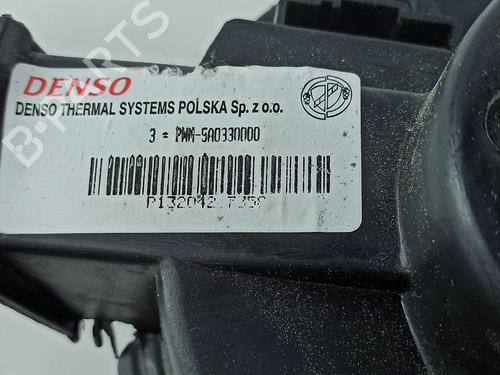 B-PARTS
DENSO
DENSO THERMAL SYSTEMS POLSKA Sp. z o.o.
3 = PWM-5A0330000